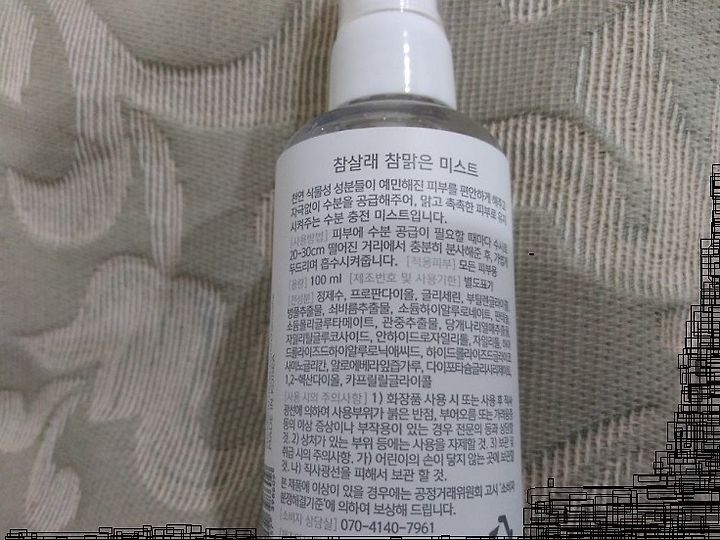 참살래 참맑은 미스트
천연 식물성 성분들이 예민해진 피부를 편안하게 해주고
자극없이 수분을 공급해주어, 맑고 촉촉한 피부로 유지
시켜주는 수분 충전 미스트입니다.
[사용방법] 피부에 수분 공급이 필요할 때마다 수시로
20-30cm 떨어진 거리에서 충분히 분사해준 후, 가볍게
두드리며 흡수시켜줍니다. [적용피부] 모든 피부용
[용량] 100 ml [제조번호 및 사용기한] 별도표기
[전성분] 정제수, 프로판다이올, 글리세린, 부틸렌글라이콜,
병풀추출물, 쇠비름추출물, 소듐하이알루로네이트, 판테놀,
소듐폴리글루타메이트, 관중추출물, 당개나리열매추출물,
자일리틸글루코사이드, 안하이드로자일리톨, 자일리톨,
드롤라이즈드하이알루로닉애씨드, 하이드롤라이즈드글라이코
사미노글리칸, 알로에베라잎즙가루, 다이포타슘글리시리제이트,
1,2-헥산다이올, 카프릴릴글라이콜
[사용 시의 주의사항] 1) 화장품 사용 시 또는 사용 후 직사
광선에 의하여 사용부위가 붉은 반점, 부어오름 또는 가려움증
등의 이상 증상이나 부작용이 있는 경우 전문의 등과 상담할
것. 2) 상처가 있는 부위 등에는 사용을 자제할 것. 3) 보관 및
취급 시의 주의사항. 가) 어린이의 손이 닿지 않는 곳에 보관할
것. 나) 직사광선을 피해서 보관 할 것.
본 제품에 이상이 있을 경우에는 공정거래위원회 고시 '소비자
분쟁해결기준'에 의하여 보상해 드립니다.
[소비자 상담실] 070-4140-7961